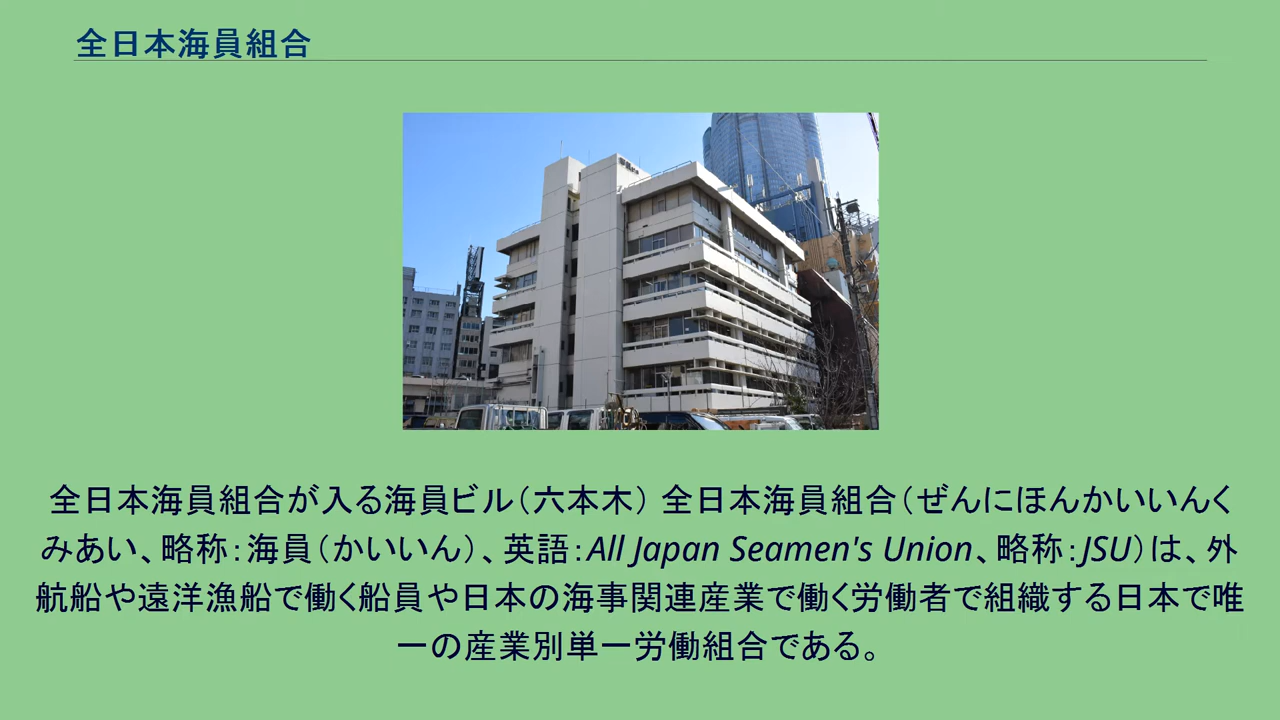 全日本海員組合
全日本海員組合が入る海員ビル（六本木） 全日本海員組合（ぜんにほんかいいんく
みあい、略称：海員（かいいん）、英語：All Japan Seamen's Union、略称：JSU）は、外
航船や遠洋漁船で働く船員や日本の海事関連産業で働く労働者で組織する日本で唯
一の産業別単一労働組合である。